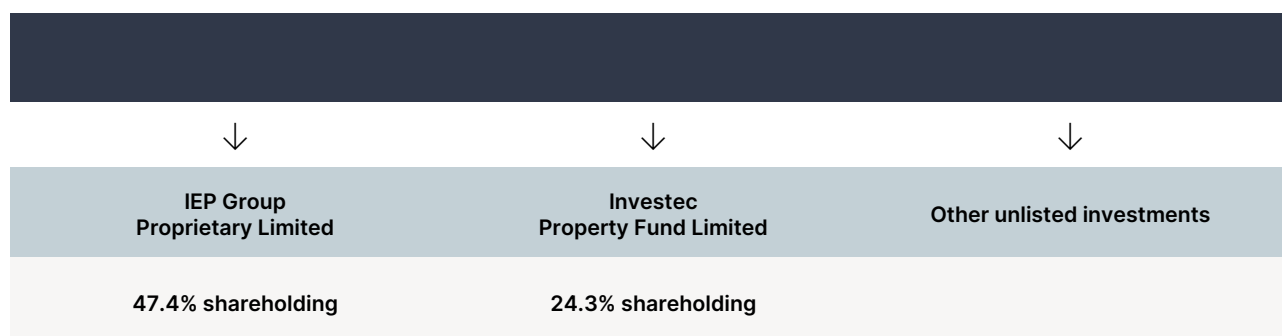 IEP Group
Proprietary Limited
Investec
Property Fund Limited
Other unlisted investments
47.4% shareholding
24.3% shareholding